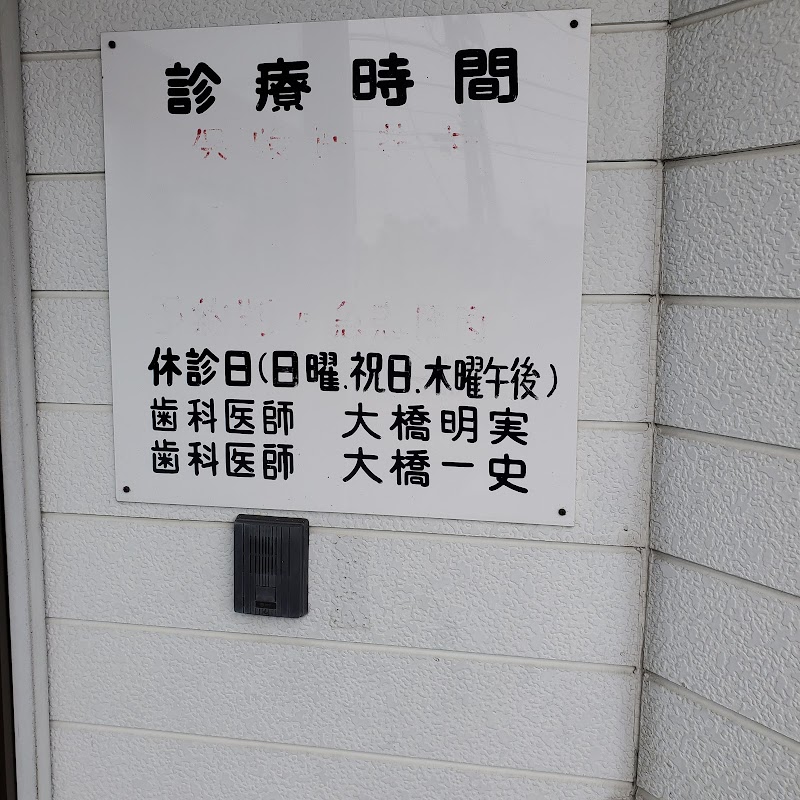 診療時間
休診日(日曜.祝日.木曜午後)
歯科医師 大橋明実
歯科医師 大橋一史